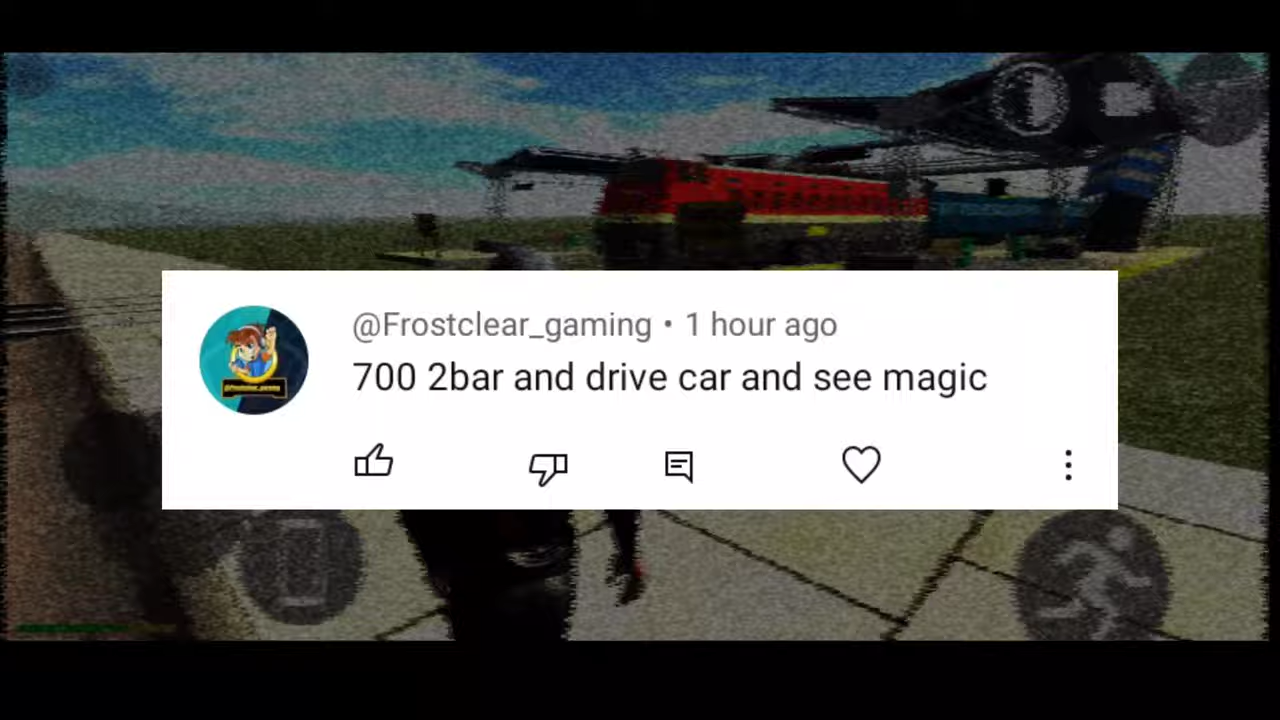 @Frostclear_gaming • 1 hour ago
700 2bar and drive car and see magic